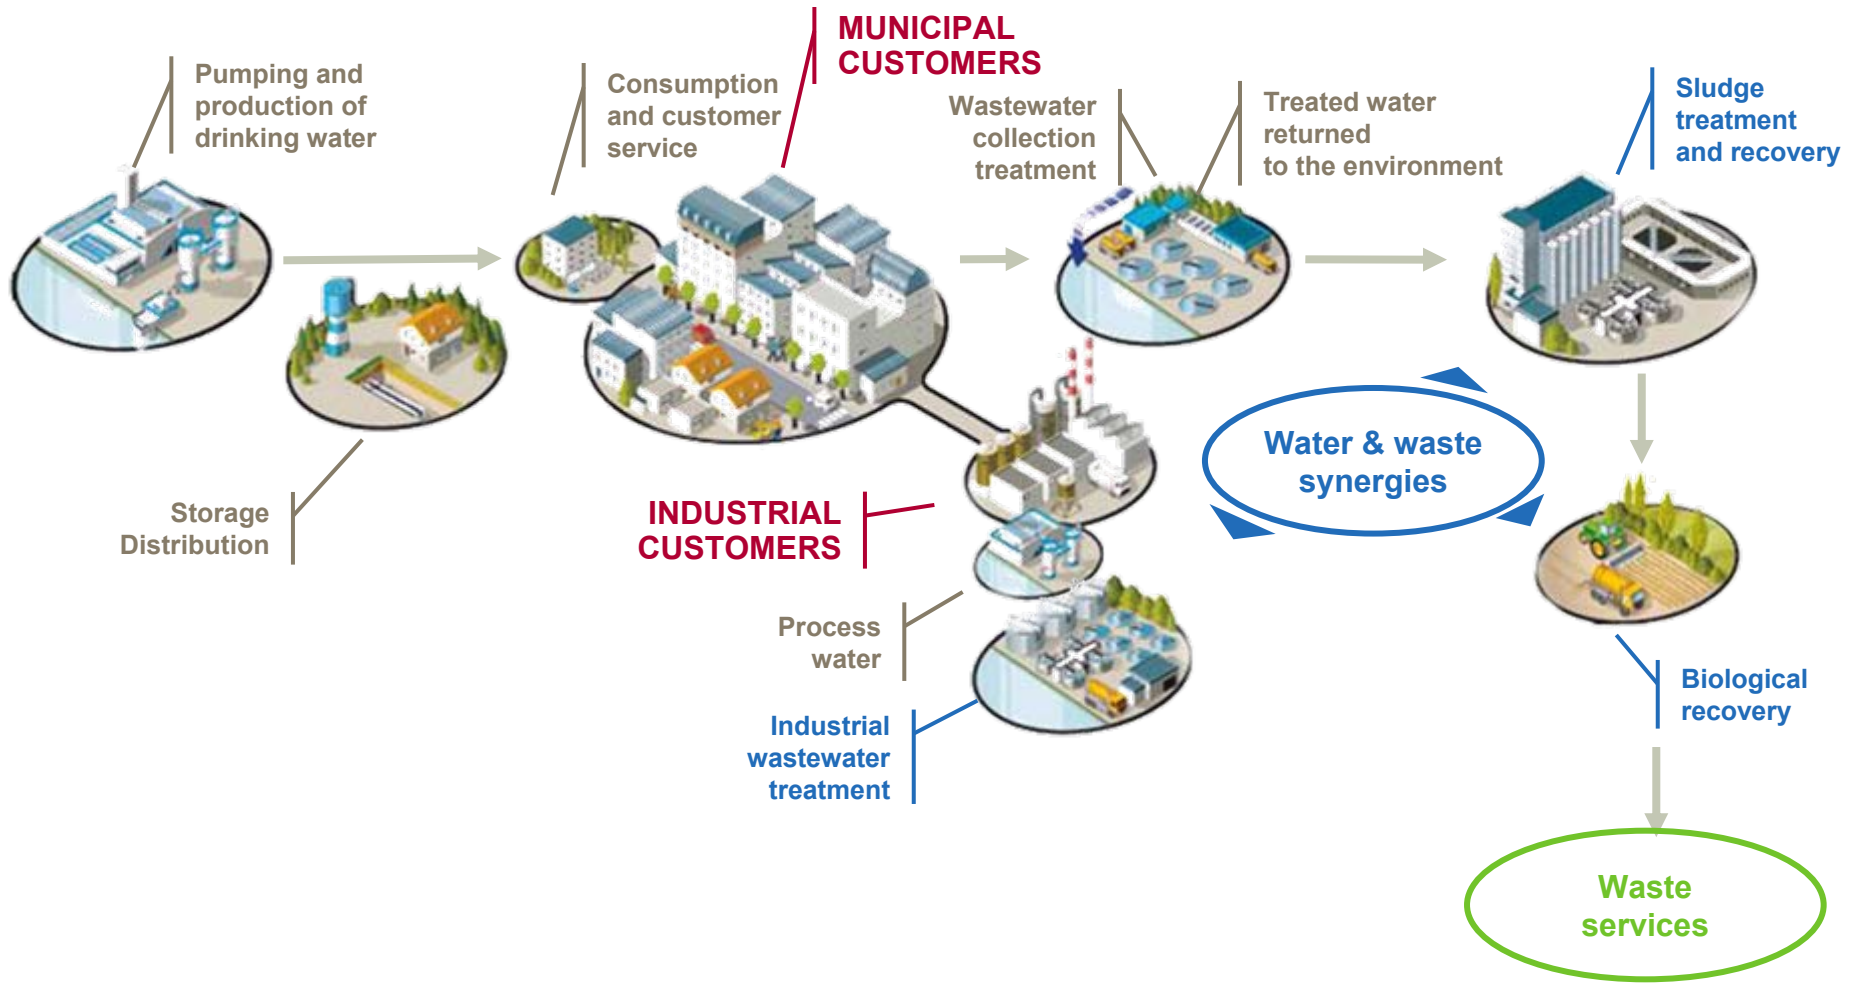 MUNICIPAL
CUSTOMERS
Pumping and
production of
drinking water
Consumption
and customer
service
Wastewater
collection
treatment
Treated water
returned
to the environment
Sludge
treatment
and recovery
Storage
Distribution
INDUSTRIAL
CUSTOMERS
Water & waste
synergies
Process
water
Industrial
wastewater
treatment
Biological
recovery
Waste
services